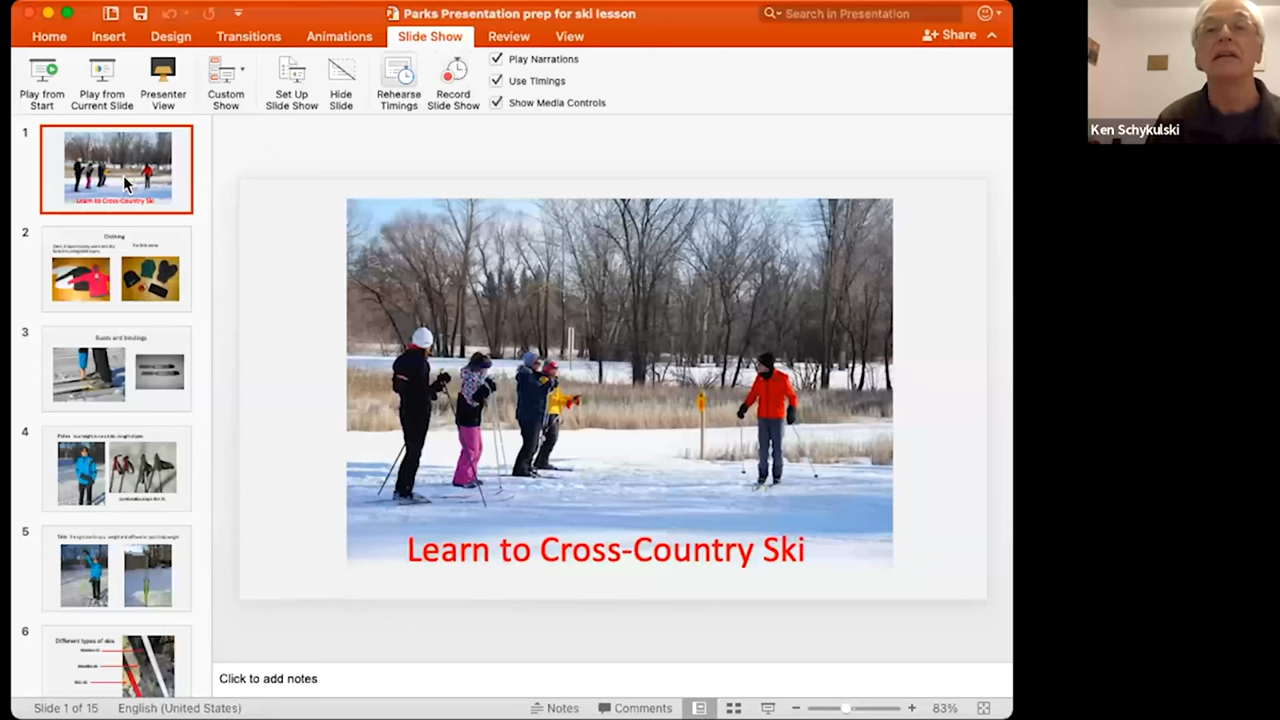 Parks Presentation prep for ski lesson
Search in Presentation
Home Insert Design Transitions Animations Slide Show Review View
Share
Play from Start
Play from Current Slide
Presenter View
Custom Show
Set Up Slide Show
Hide Slide
Rehearse Timings
Record Slide Show
Play Narrations
Use Timings
Show Media Controls
Ken Schykulski
1
Learn to Cross-Country Ski
2
Clothing
3
Boots and bindings
4
5
6
Different types of skis
Learn to Cross-Country Ski
Click to add notes
Slide 1 of 15 English (United States) Notes Comments 83%